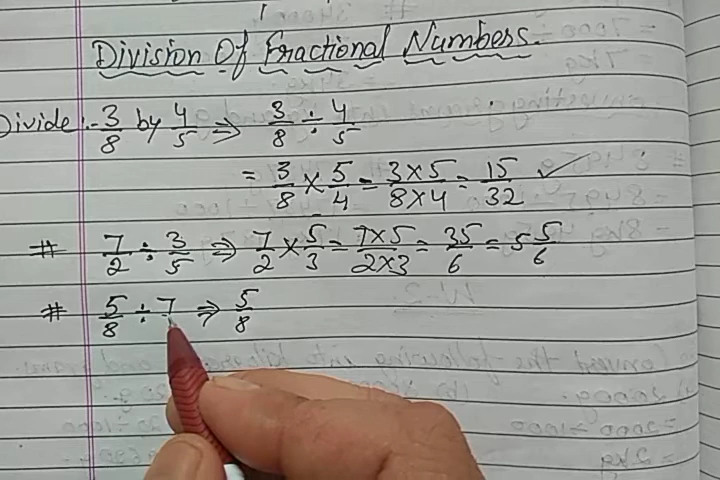 Division Of Fractional Numbers.
Divide:- 3/8 by 4/5 ⇒ 3/8 ÷ 4/5
= 3/8 × 5/4 = 3×5/8×4 = 15/32 ✓
# 7/2 ÷ 3/5 ⇒ 7/2 × 5/3 = 7×5/2×3 = 35/6 = 5 5/6
# 5/8 ÷ 7 ⇒ 5/8